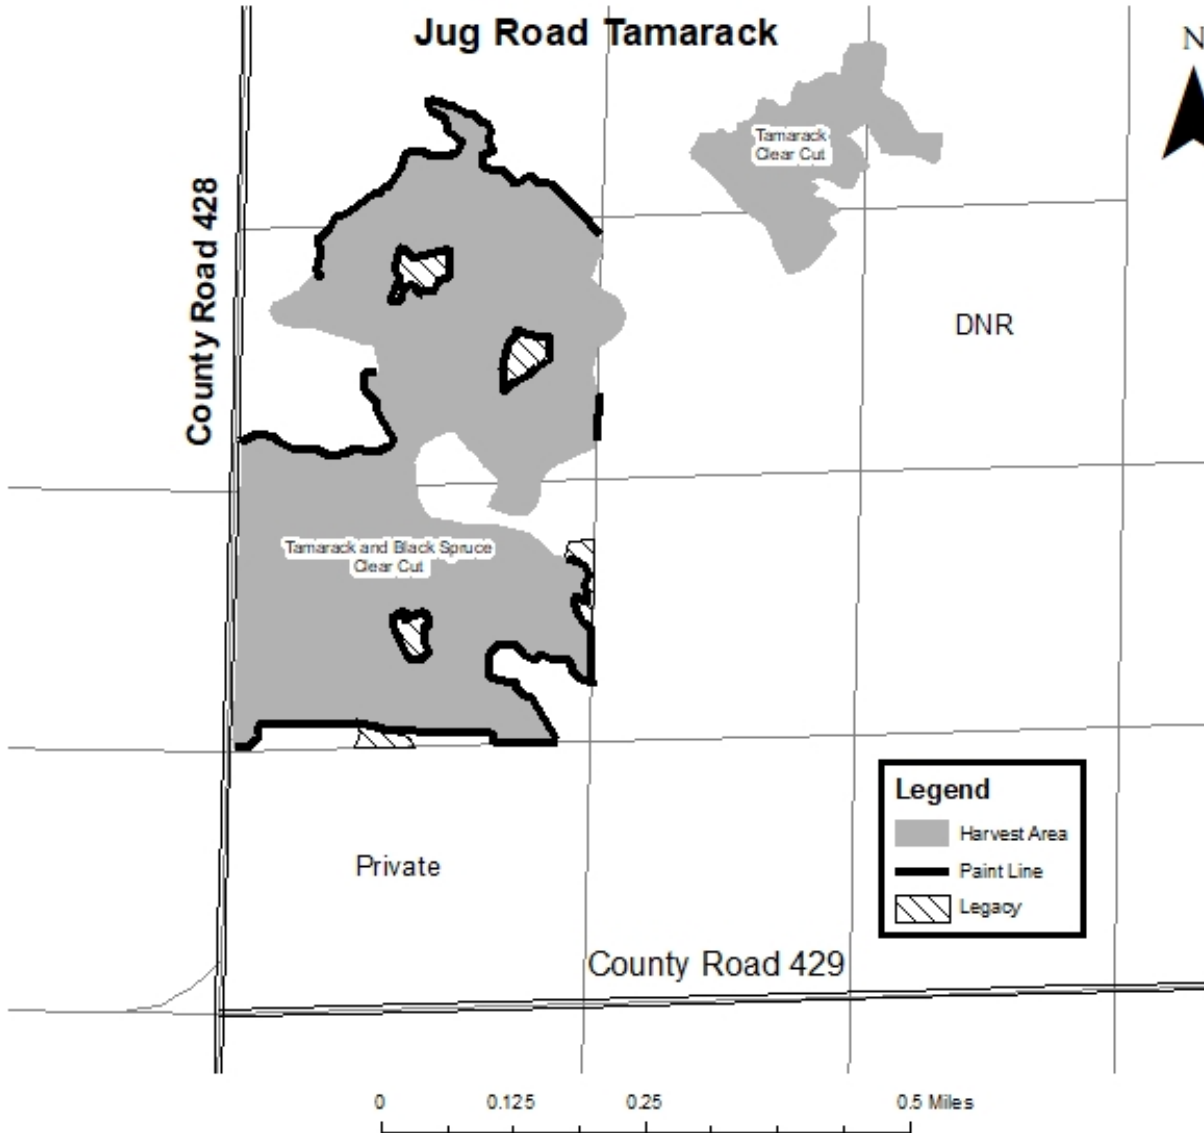 Jug Road Tamarack
N
Tamarack
Clear Cut
County Road 428
DNR
Tamarack and Black Spruce
Clear Cut
Legend
Harvest Area
Paint Line
Legacy
Private
County Road 429
0 0.125 0.25 0.5 Miles